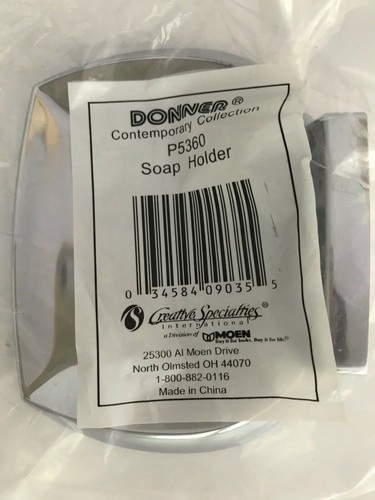 DONNER®
Contemporary Collection
P5360
Soap Holder
0 34584 09035 5
Creative Specialties®
International
a Division of MOEN
Buy it for looks. Buy it for life.®
25300 Al Moen Drive
North Olmsted OH 44070
1-800-882-0116
Made in China